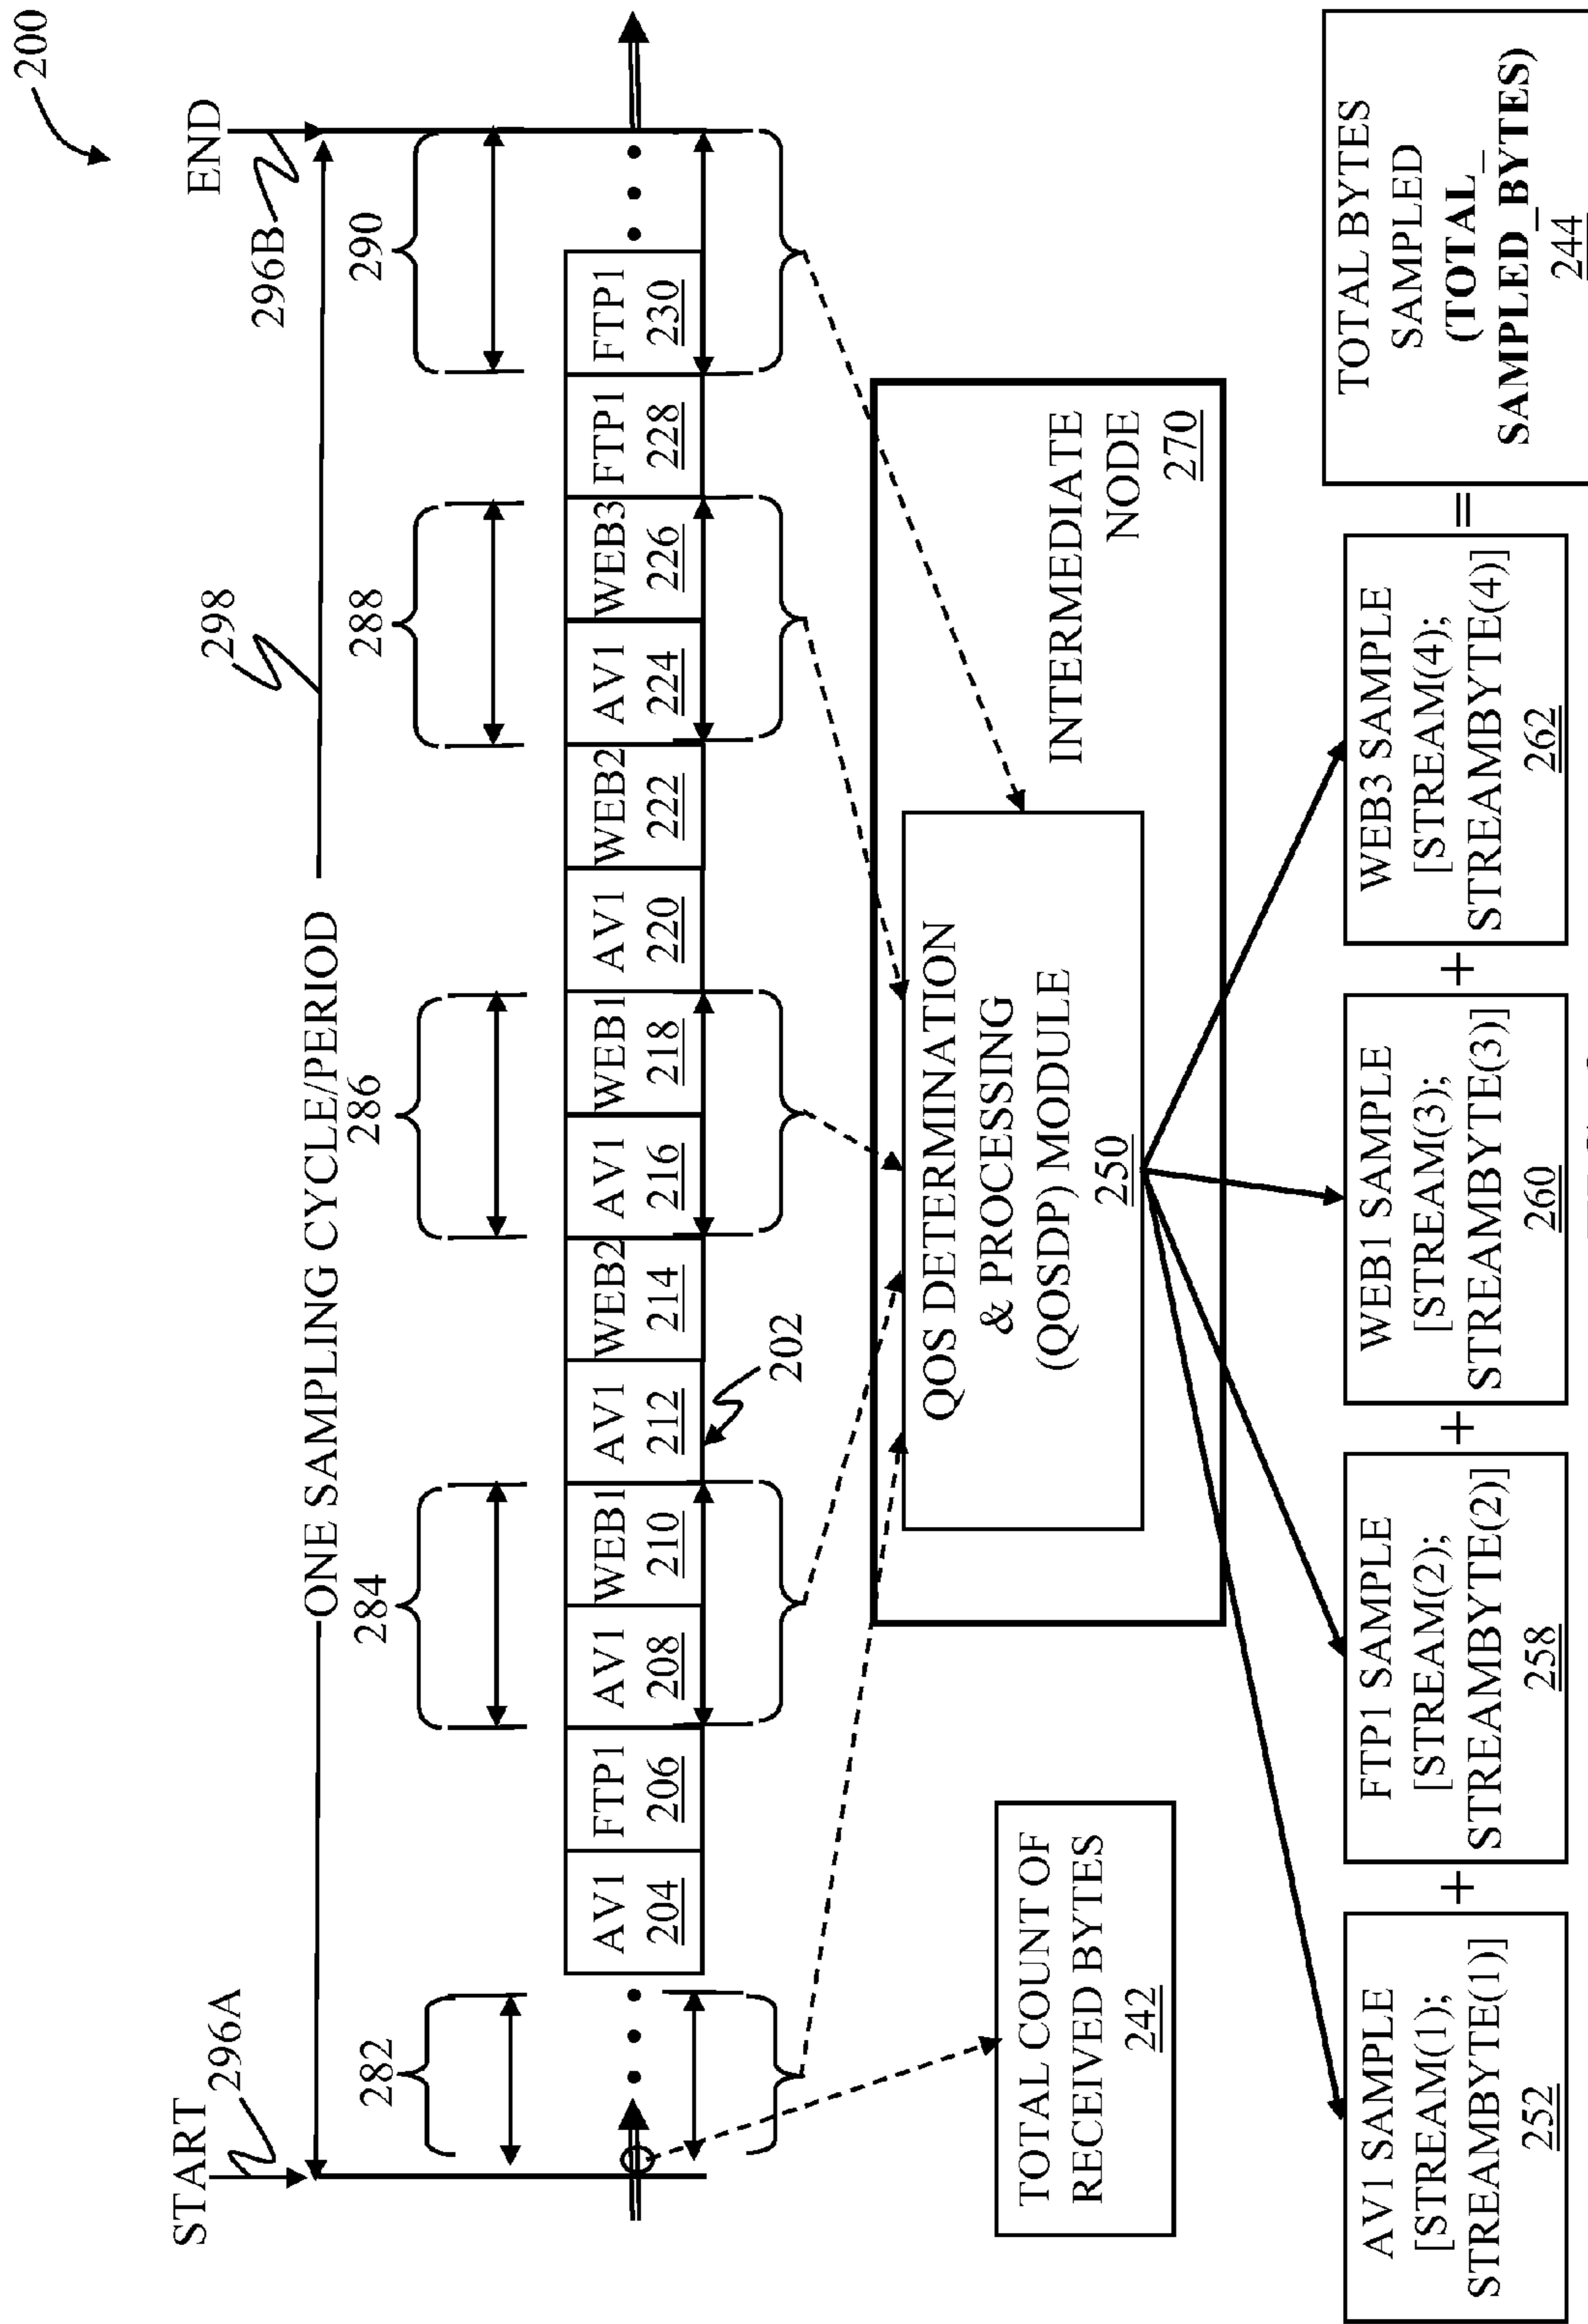 200
START
296A
END
296B
298
ONE SAMPLING CYCLE/PERIOD
282
284
286
288
290
AV1
204
FTP1
206
AV1
208
WEB1
210
AV1
212
WEB2
214
AV1
216
WEB1
218
AV1
220
WEB2
222
AV1
224
WEB3
226
FTP1
228
FTP1
230
202
QOS DETERMINATION
& PROCESSING
(QOSDP) MODULE
250
INTERMEDIATE
NODE
270
TOTAL COUNT OF
RECEIVED BYTES
242
AV1 SAMPLE
[STREAM(1);
STREAMBYTE(1)]
252
+
FTP1 SAMPLE
[STREAM(2);
STREAMBYTE(2)]
258
+
WEB1 SAMPLE
[STREAM(3);
STREAMBYTE(3)]
260
+
WEB3 SAMPLE
[STREAM(4);
STREAMBYTE(4)]
262
=
TOTAL BYTES
SAMPLED
(TOTAL_
SAMPLED_BYTES)
244